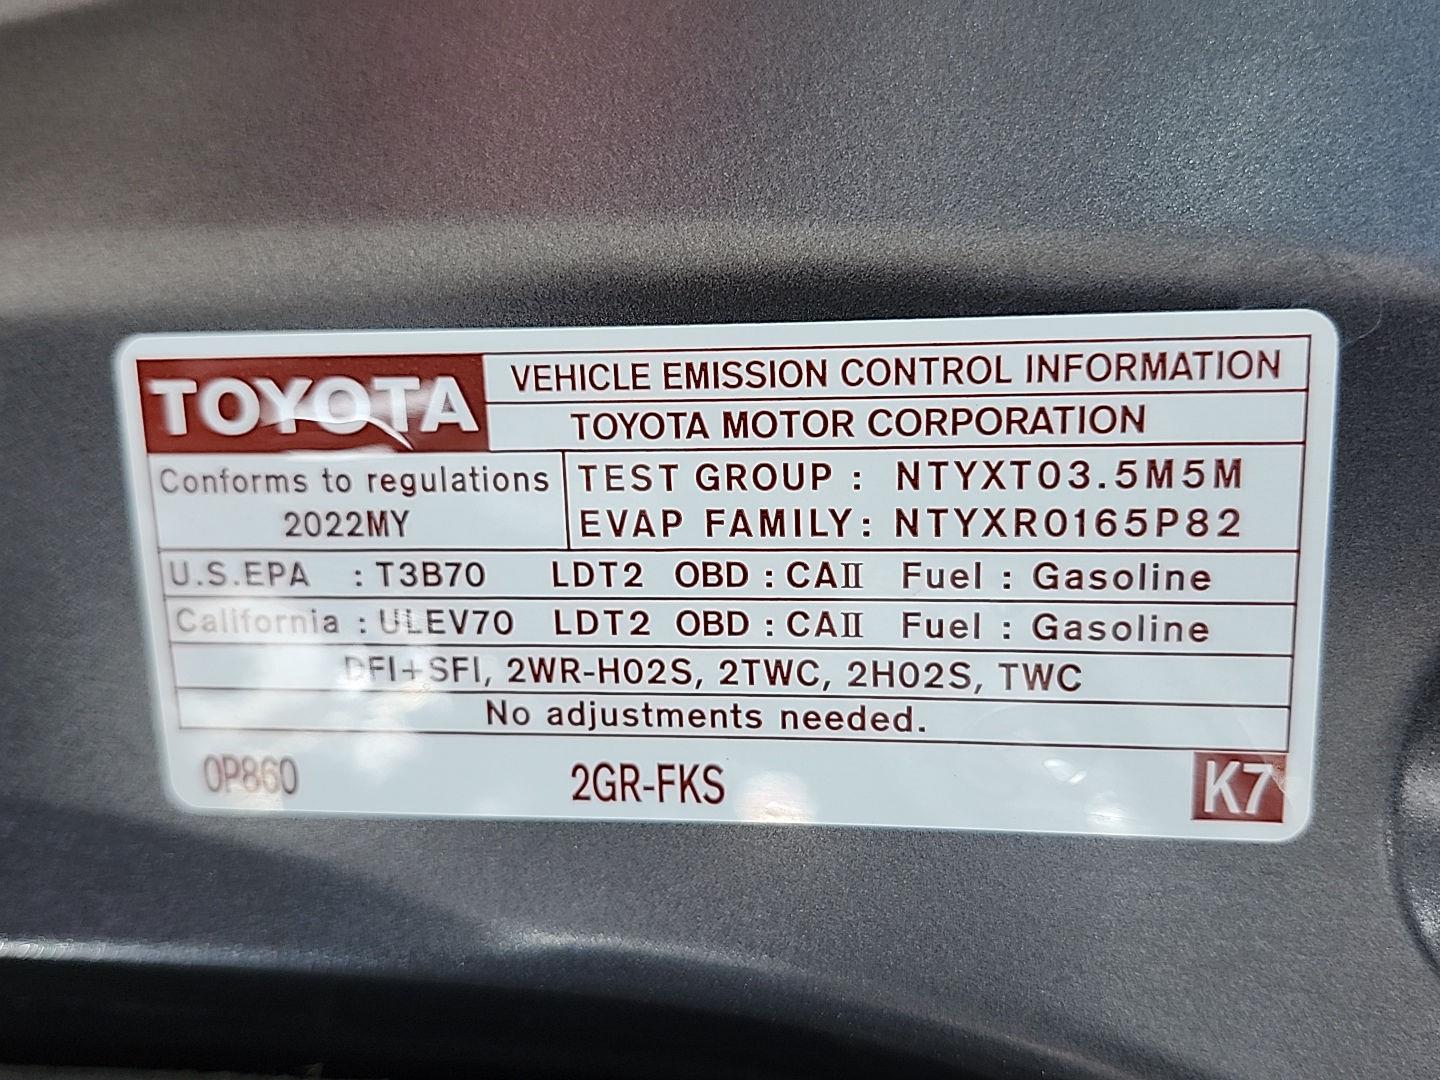 TOYOTA
VEHICLE EMISSION CONTROL INFORMATION
TOYOTA MOTOR CORPORATION
Conforms to regulations
2022MY
TEST GROUP : NTYXT03.5M5M
EVAP FAMILY : NTYXR0165P82
U.S.EPA : T3B70 LDT2 OBD : CAII Fuel : Gasoline
California : ULEV70 LDT2 OBD : CAII Fuel : Gasoline
DFI+SFI, 2WR-HO2S, 2TWC, 2HO2S, TWC
No adjustments needed.
0P860 2GR-FKS K7